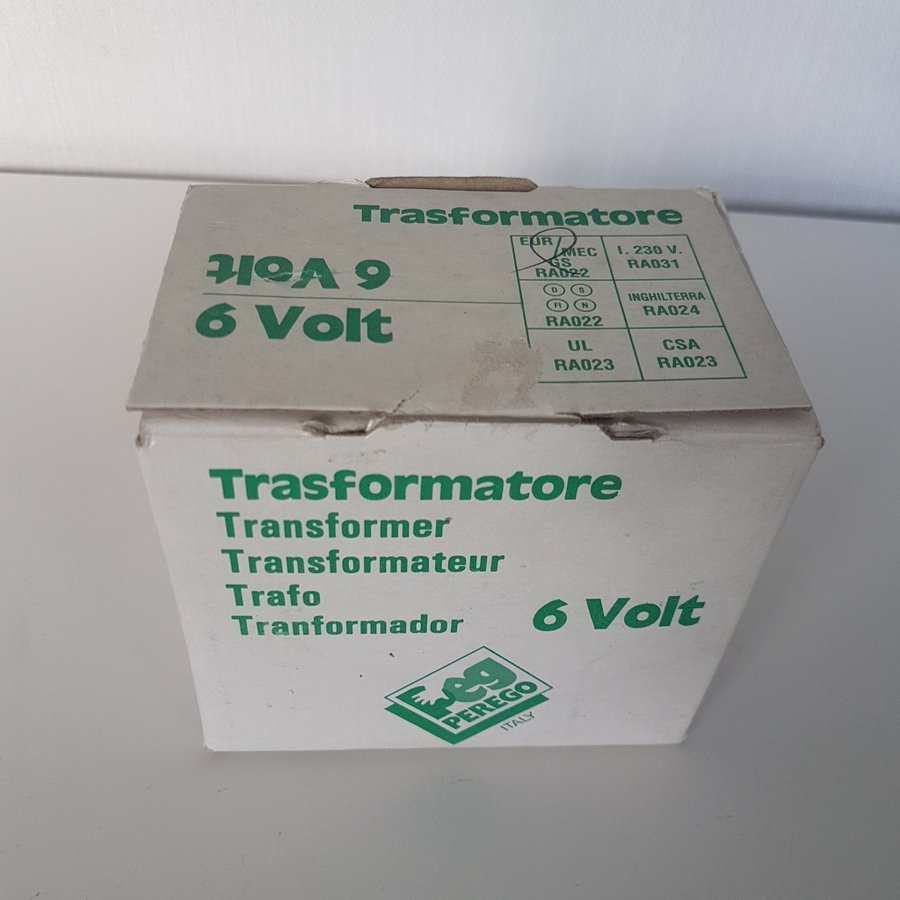 Trasformatore
6 Volt
6 Volt
EUR/MEC
GS
RA022
I. 230 V.
RA031
D S
FI N
RA022
INGHILTERRA
RA024
UL
RA023
CSA
RA023
Trasformatore
Transformer
Transformateur
Trafo
Tranformador
6 Volt
Peg
PEREGO
ITALY